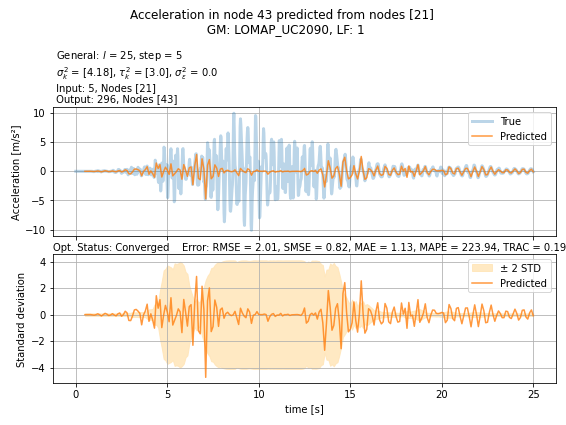 Acceleration in node 43 predicted from nodes [21]
GM: LOMAP_UC2090, LF: 1
General: l = 25, step = 5
σ²ₖ = [4.18], τ²ₖ = [3.0], σ²_ε = 0.0
Input: 5, Nodes [21]
Output: 296, Nodes [43]
10
5
0
−5
−10
Acceleration [m/s²]
True
Predicted
Opt. Status: Converged Error: RMSE = 2.01, SMSE = 0.82, MAE = 1.13, MAPE = 223.94, TRAC = 0.19
4
2
0
−2
−4
Standard deviation
± 2 STD
Predicted
0 5 10 15 20 25
time [s]